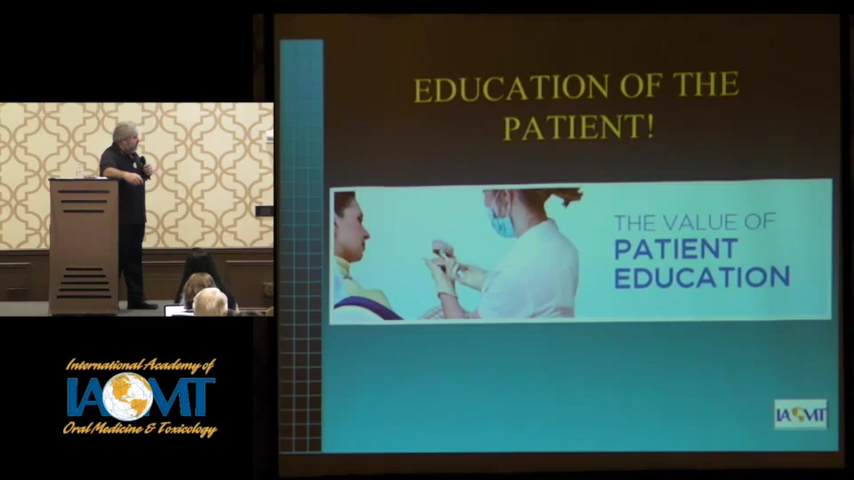 EDUCATION OF THE
PATIENT!
THE VALUE OF
PATIENT
EDUCATION
IAOMT
International Academy of
IAOMT
Oral Medicine & Toxicology